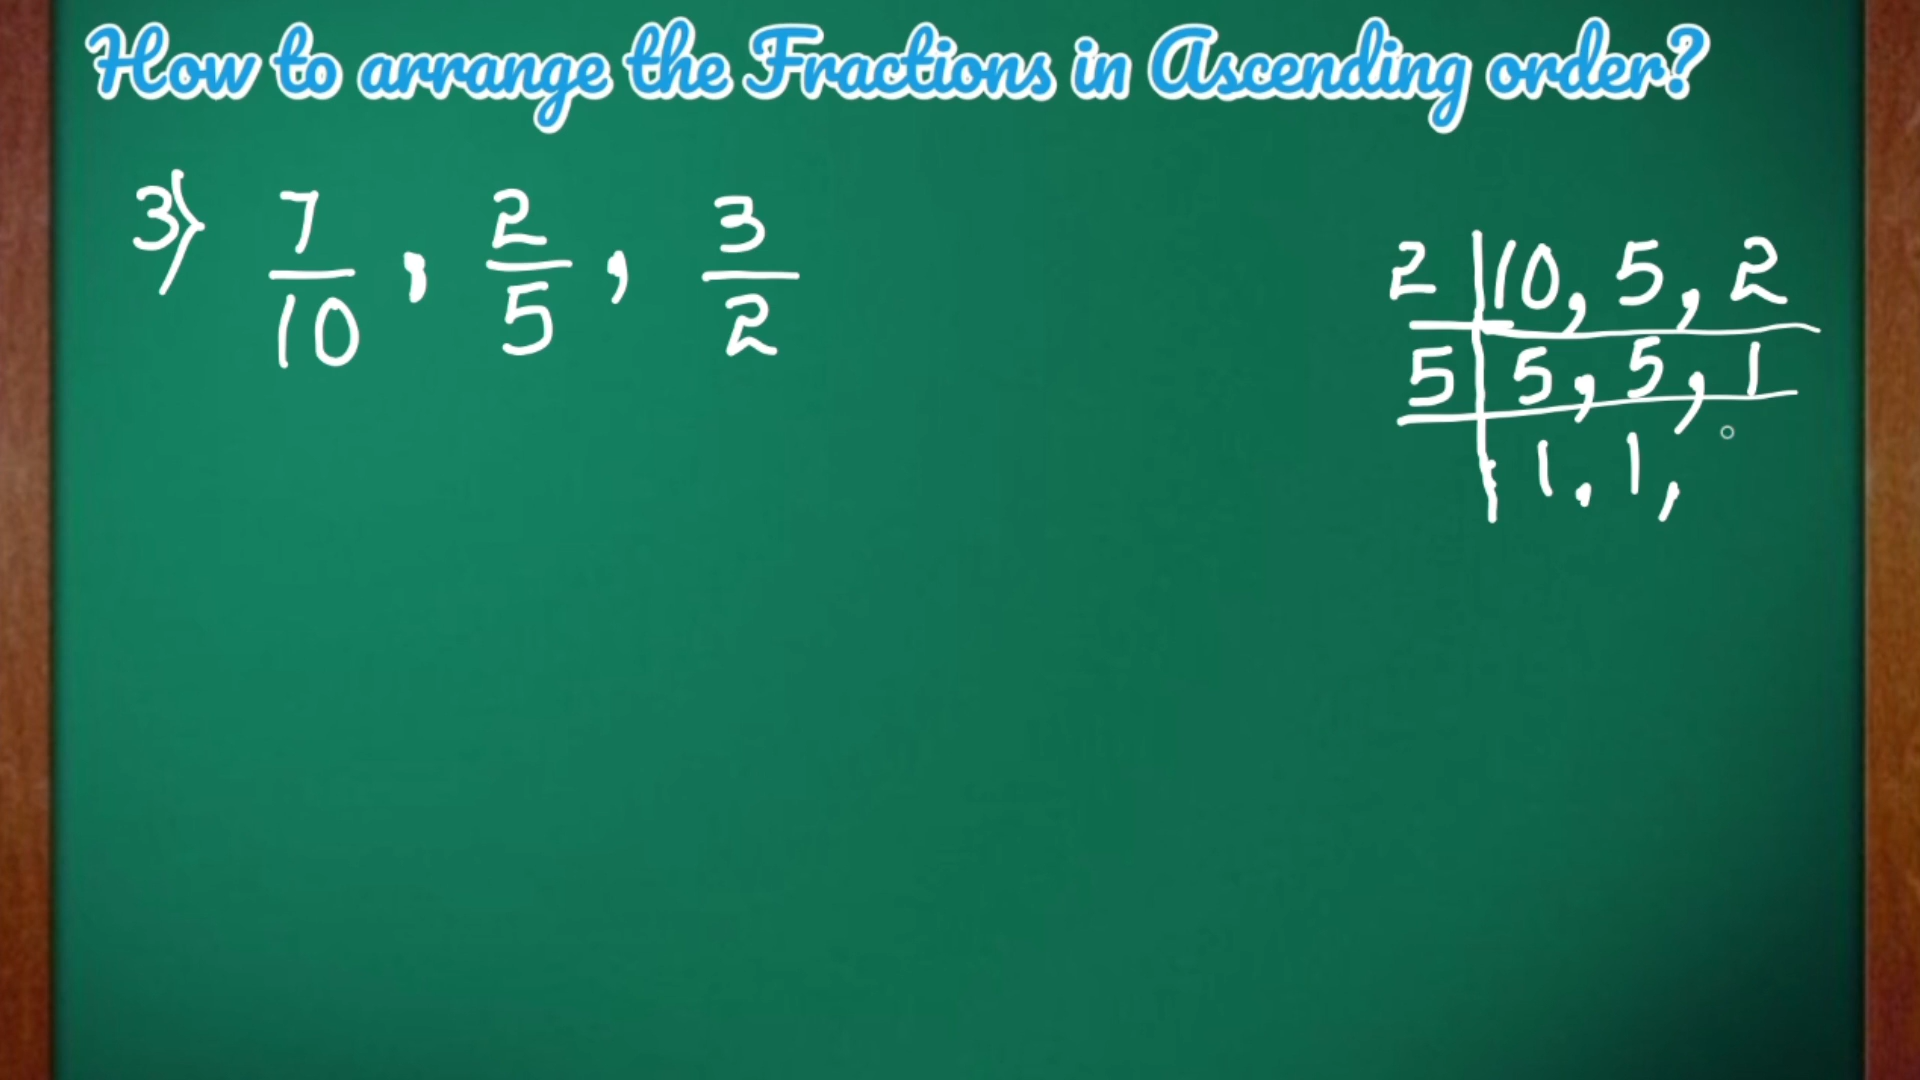 How to arrange the Fractions in Ascending order?
3) 7/10 , 2/5 , 3/2
2 | 10, 5, 2
5 | 5, 5, 1
1, 1,